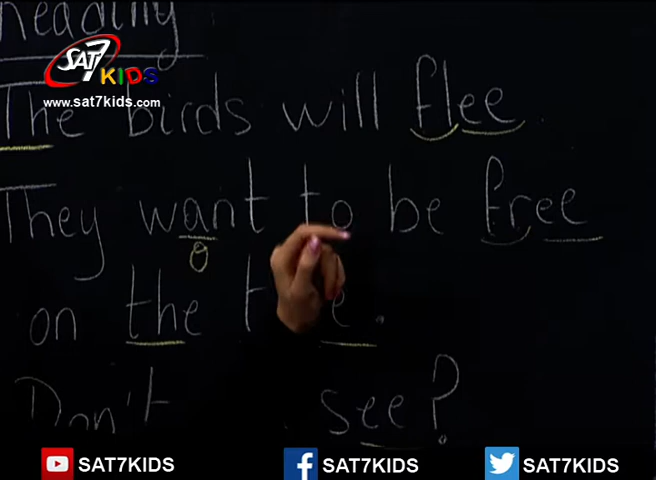 Reading
SAT7 KIDS
www.sat7kids.com
The birds will flee.
They want to be free
o
on the t e.
Don't see?
SAT7KIDS
SAT7KIDS
SAT7KIDS